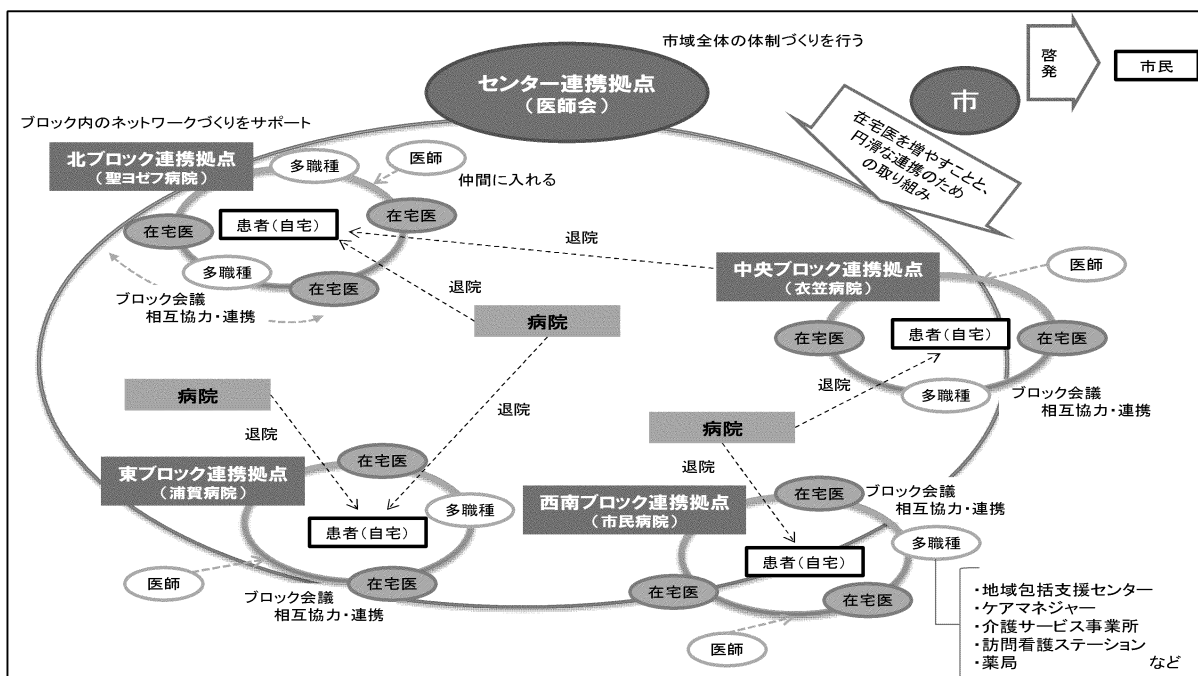 市域全体の体制づくりを行う
センター連携拠点
（医師会）
市
啓発
市民
在宅医を増やすことと、
円滑な連携のため
の取り組み
ブロック内のネットワークづくりをサポート
北ブロック連携拠点
（聖ヨゼフ病院）
多職種
医師
仲間に入れる
在宅医
患者（自宅）
在宅医
多職種
在宅医
ブロック会議
相互協力・連携
退院
退院
病院
退院
中央ブロック連携拠点
（衣笠病院）
医師
在宅医
患者（自宅）
在宅医
退院
多職種
ブロック会議
相互協力・連携
病院
退院
病院
退院
東ブロック連携拠点
（浦賀病院）
在宅医
多職種
患者（自宅）
医師
在宅医
ブロック会議
相互協力・連携
西南ブロック連携拠点
（市民病院）
在宅医
ブロック会議
相互協力・連携
多職種
患者（自宅）
在宅医
在宅医
医師
・地域包括支援センター
・ケアマネジャー
・介護サービス事業所
・訪問看護ステーション
・薬局 など